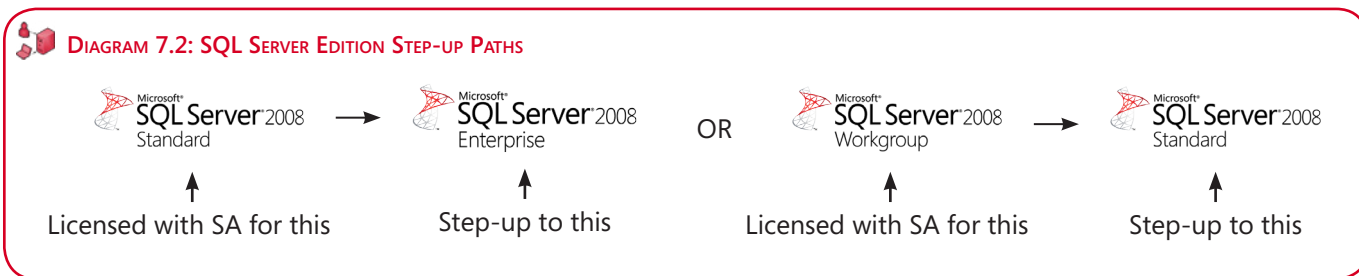 DIAGRAM 7.2: SQL SERVER EDITION STEP-UP PATHS
Microsoft®
SQL Server® 2008
Standard
Microsoft®
SQL Server® 2008
Enterprise
OR
Microsoft®
SQL Server® 2008
Workgroup
Microsoft®
SQL Server® 2008
Standard
Licensed with SA for this
Step-up to this
Licensed with SA for this
Step-up to this